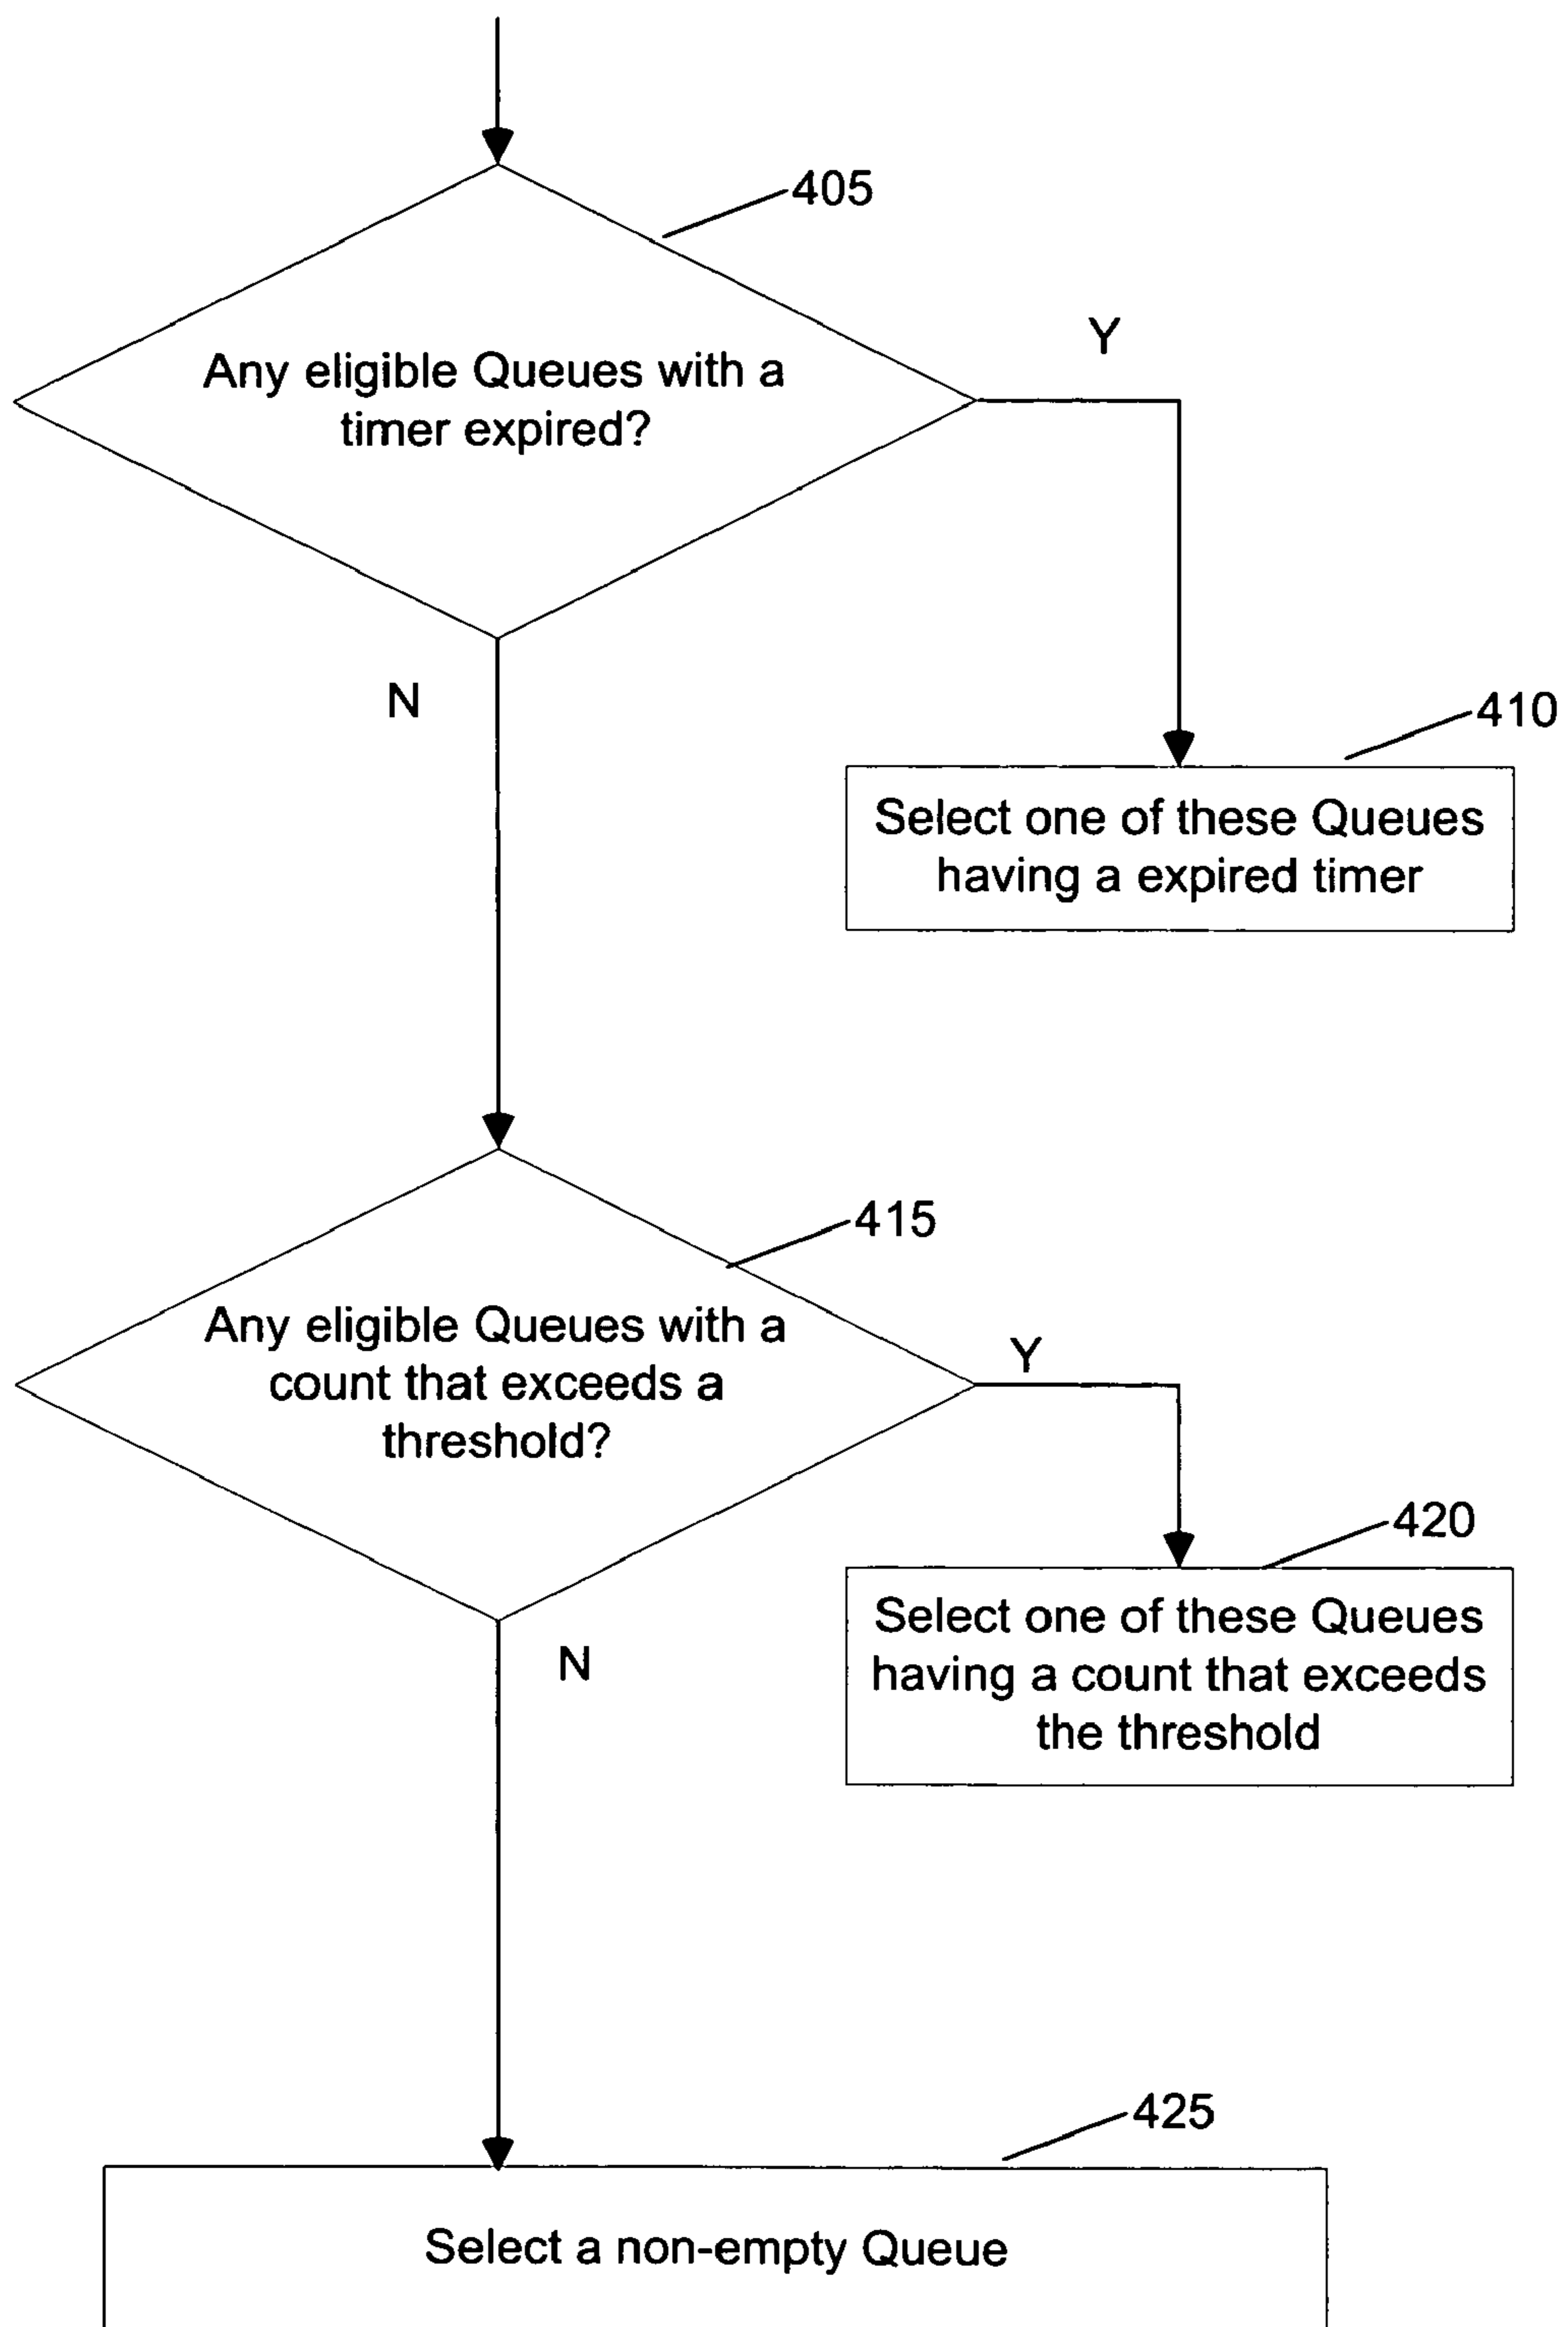 405
Any eligible Queues with a
timer expired?
Y
N
410
Select one of these Queues
having a expired timer
415
Any eligible Queues with a
count that exceeds a
threshold?
Y
420
Select one of these Queues
having a count that exceeds
the threshold
N
425
Select a non-empty Queue